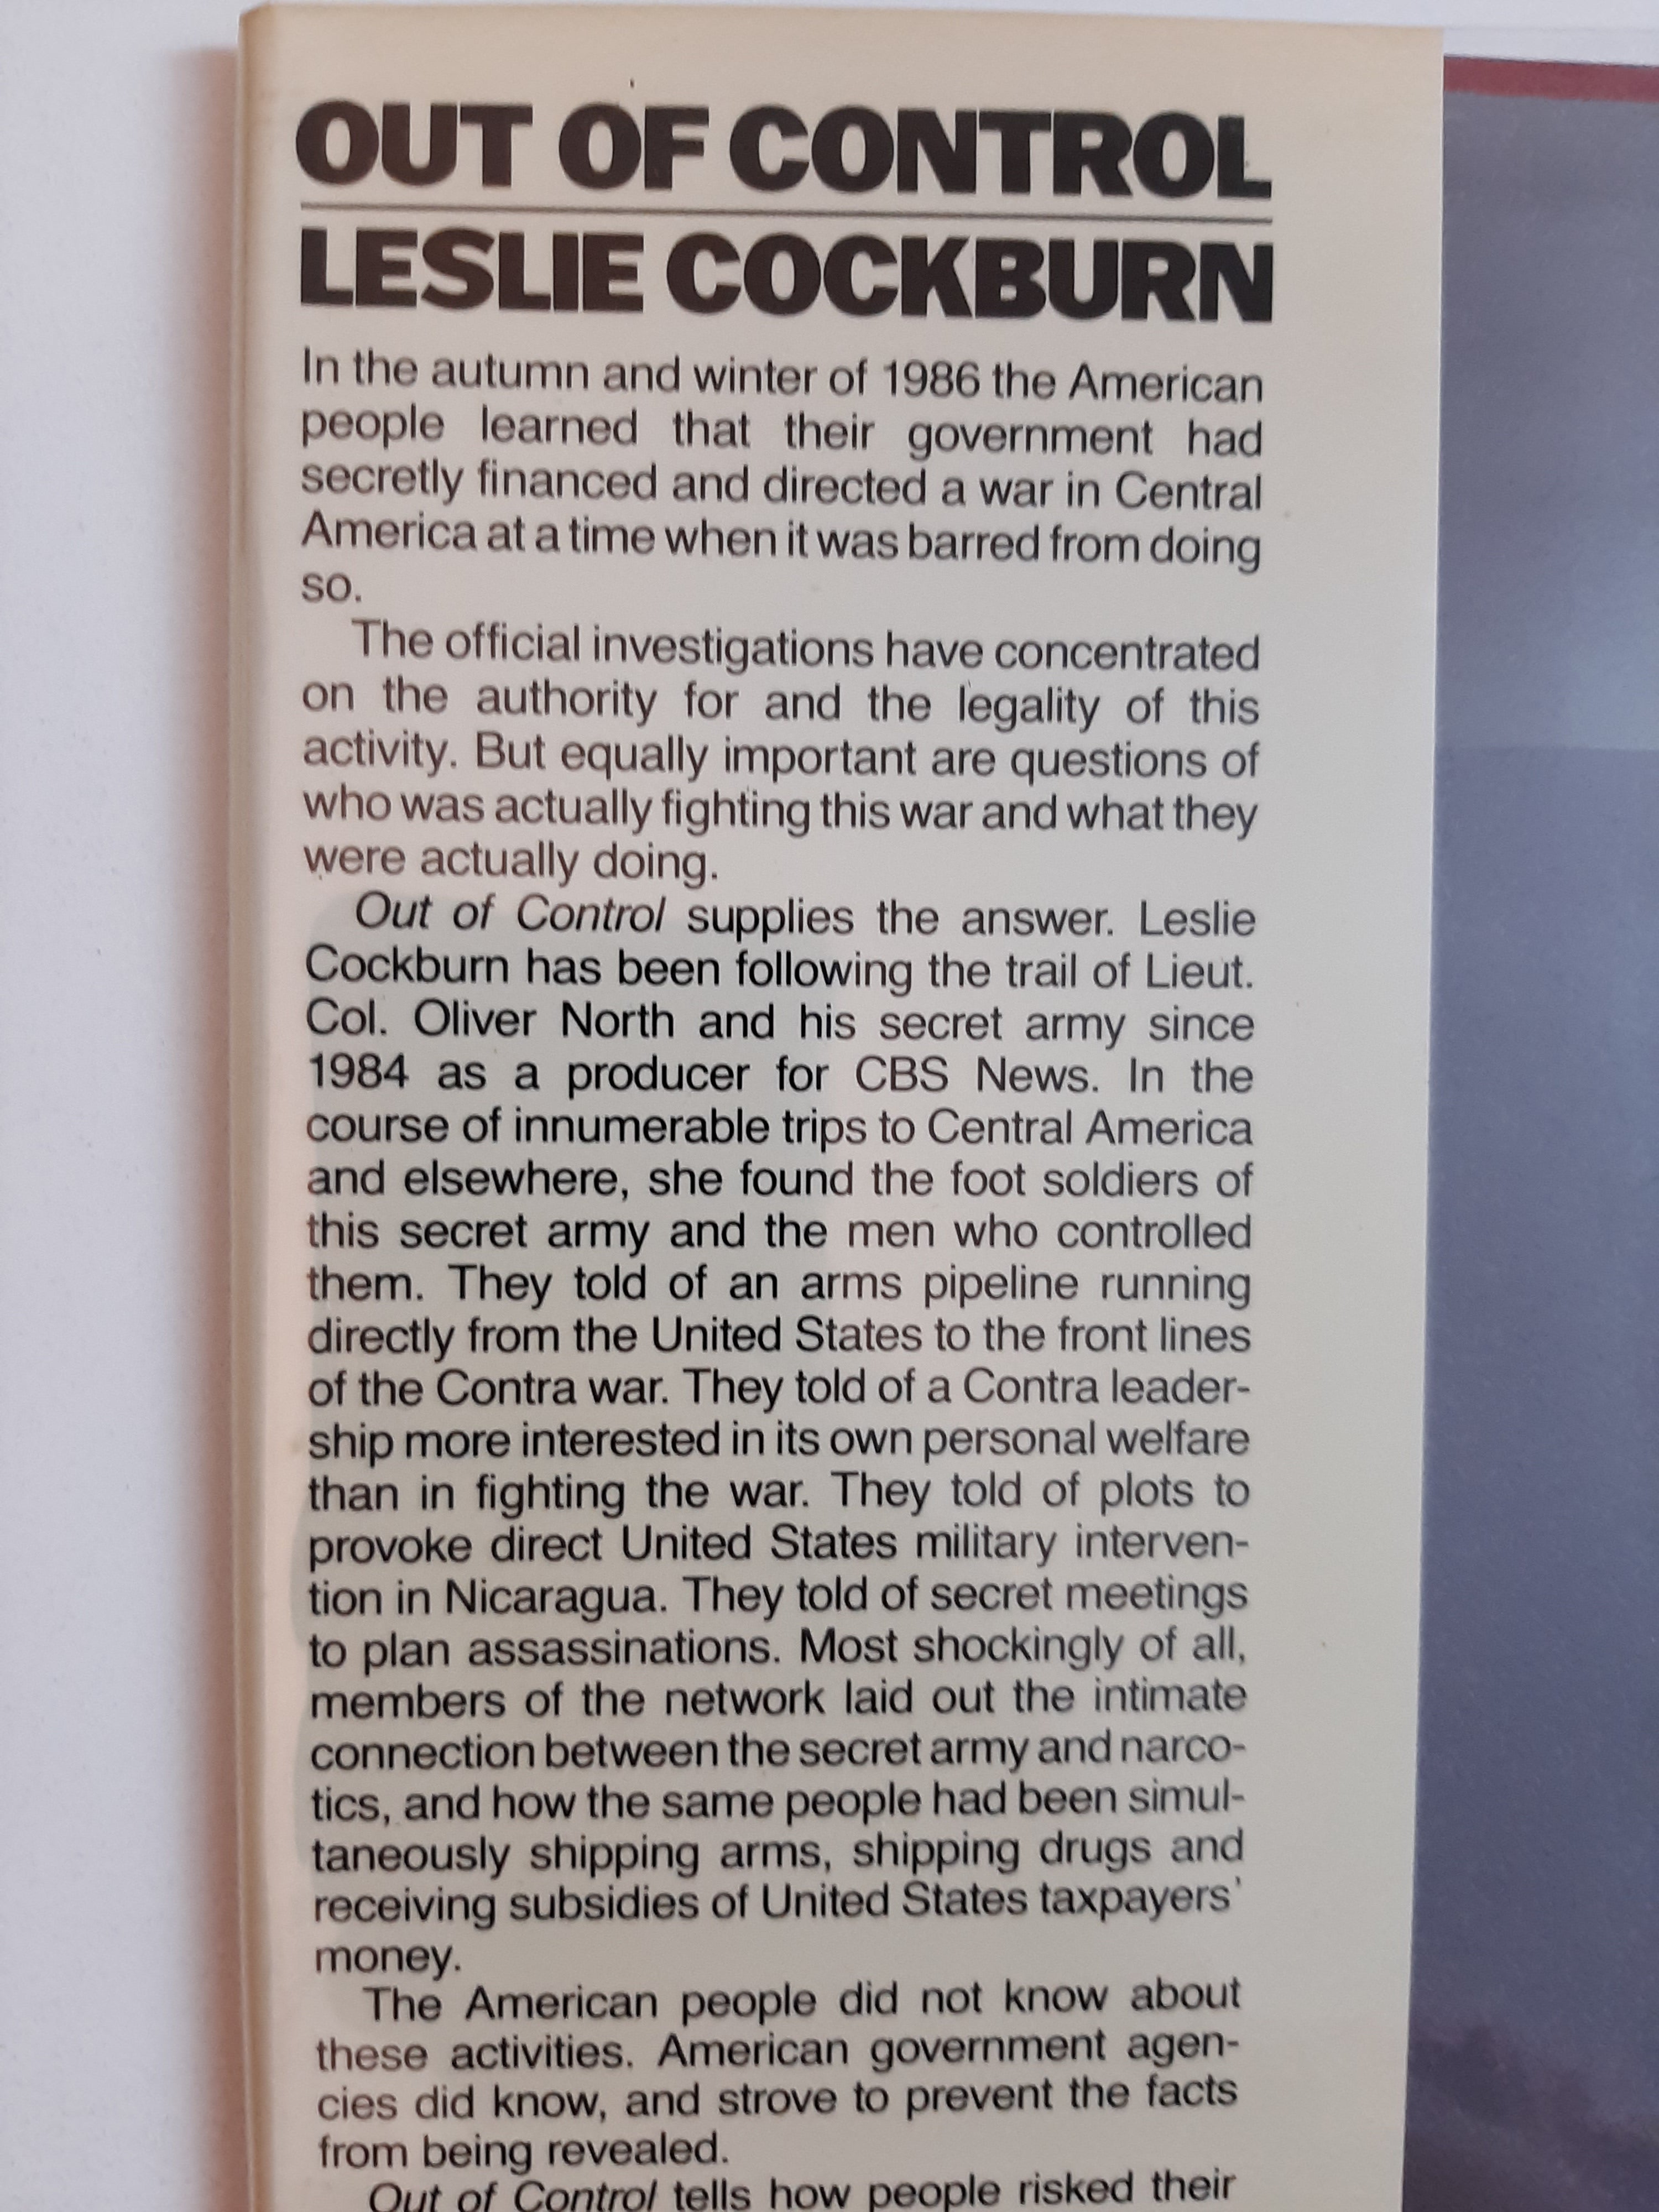 OUT OF CONTROL
LESLIE COCKBURN
In the autumn and winter of 1986 the American
people learned that their government had
secretly financed and directed a war in Central
America at a time when it was barred from doing
so.
The official investigations have concentrated
on the authority for and the legality of this
activity. But equally important are questions of
who was actually fighting this war and what they
were actually doing.
Out of Control supplies the answer. Leslie
Cockburn has been following the trail of Lieut.
Col. Oliver North and his secret army since
1984 as a producer for CBS News. In the
course of innumerable trips to Central America
and elsewhere, she found the foot soldiers of
this secret army and the men who controlled
them. They told of an arms pipeline running
directly from the United States to the front lines
of the Contra war. They told of a Contra leader-
ship more interested in its own personal welfare
than in fighting the war. They told of plots to
provoke direct United States military interven-
tion in Nicaragua. They told of secret meetings
to plan assassinations. Most shockingly of all,
members of the network laid out the intimate
connection between the secret army and narco-
tics, and how the same people had been simul-
taneously shipping arms, shipping drugs and
receiving subsidies of United States taxpayers'
money.
The American people did not know about
these activities. American government agen-
cies did know, and strove to prevent the facts
from being revealed.
Out of Control tells how people risked their